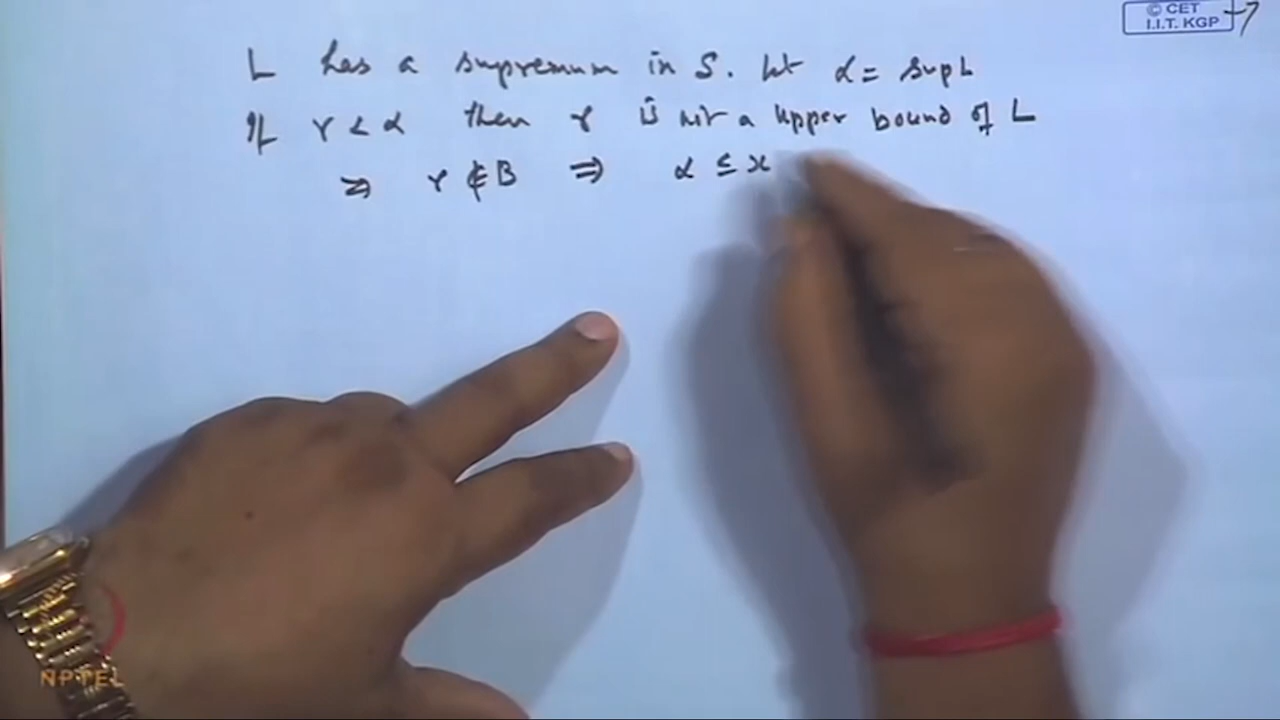 © CET
I.I.T. KGP
L has a supremum in S. Let α = sup L
If γ < α then γ is not a upper bound of L
⇒ γ ∉ B ⇒ α ≤ x
NPTEL